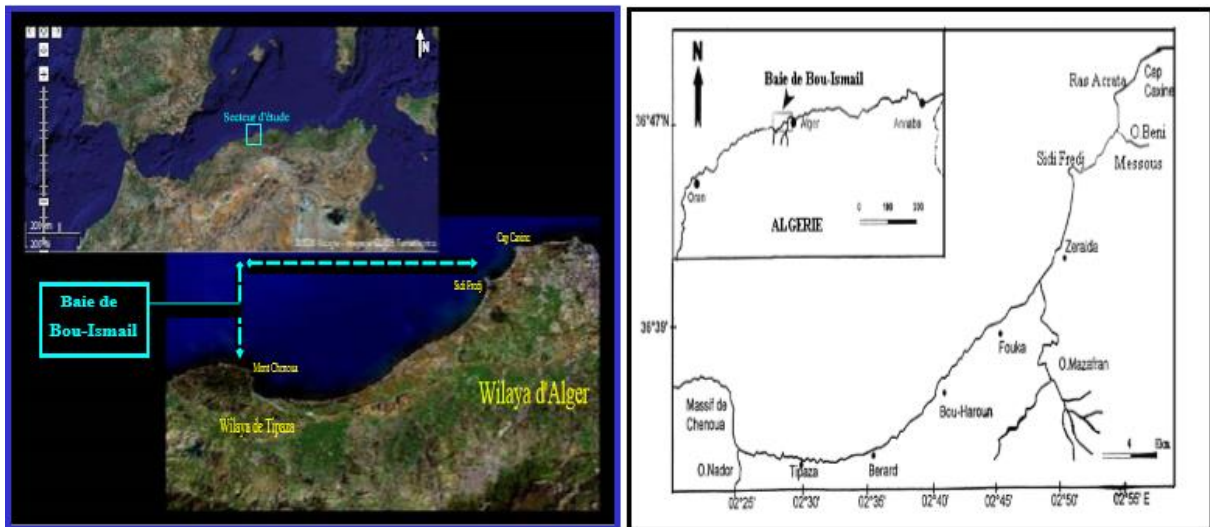 N
Secteur d'étude
Cap Caxine
Sidi Fredj
Baie de
Bou-Ismail
Mont Chenoua
Wilaya d'Alger
Wilaya de Tipaza
N
Baie de Bou-Ismail
Alger
Annaba
Oran
0 100 200
ALGERIE
36°47'N
36°39'
Cap
Caxine
Ras Acrata
O.Beni
Messous
Sidi Fredj
Zeralda
Fouka
O.Mazafran
Bou-Haroun
Massif de
Chenoua
O.Nador
Tipaza
Berard
4
02°25' 02°30' 02°35' 02°40' 02°45' 02°50' 02°55' E